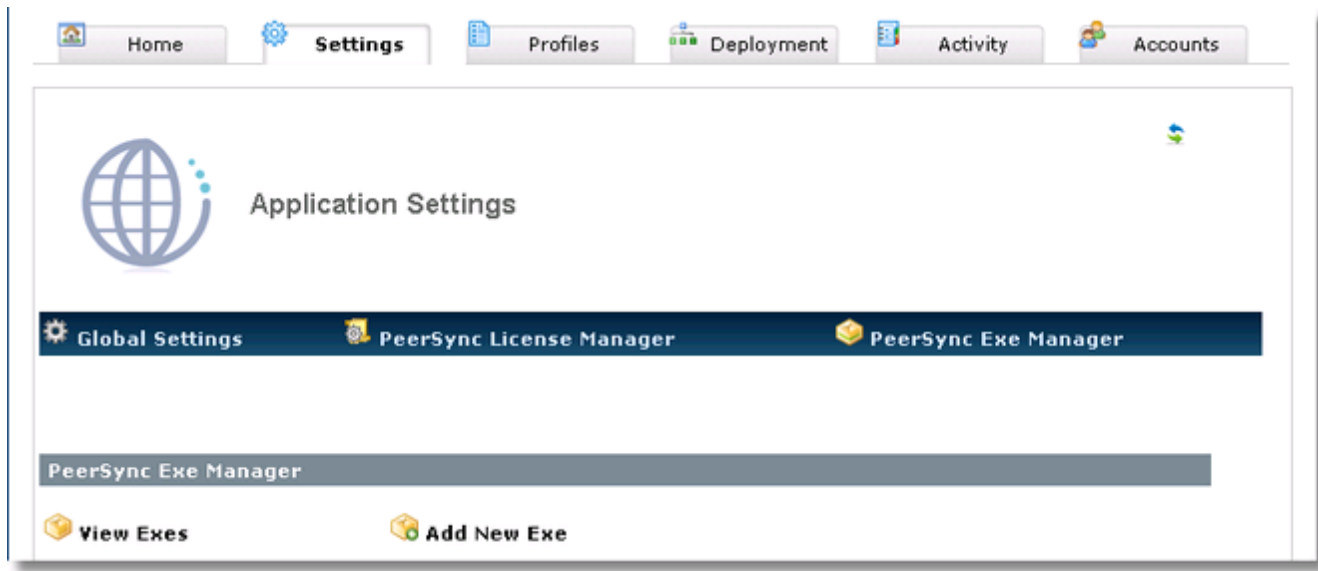 Home Settings Profiles Deployment Activity Accounts
Application Settings
Global Settings PeerSync License Manager PeerSync Exe Manager
PeerSync Exe Manager
View Exes Add New Exe